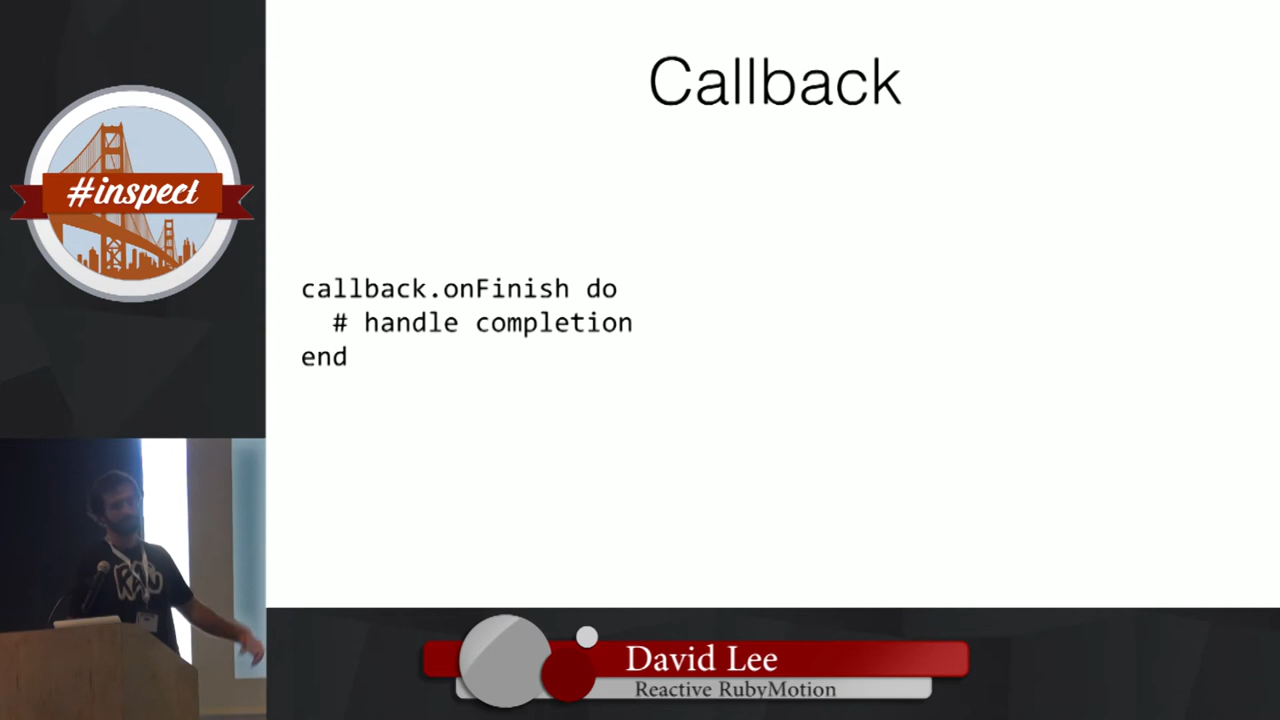 Callback
#inspect
callback.onFinish do
# handle completion
end
David Lee
Reactive RubyMotion